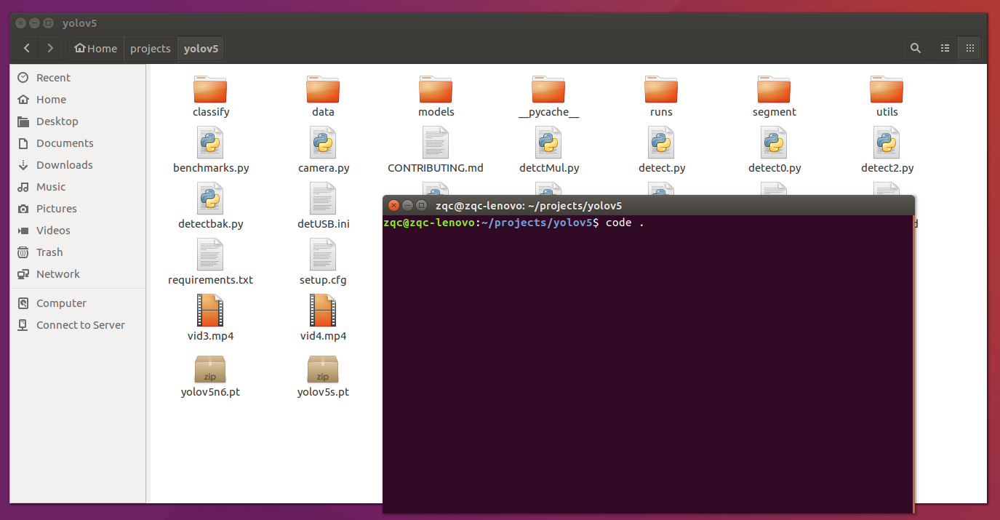 yolov5
Home projects yolov5
Recent
Home
Desktop
Documents
Downloads
Music
Pictures
Videos
Trash
Network
Computer
Connect to Server
classify data models __pycache__ runs segment utils
benchmarks.py camera.py CONTRIBUTING.md detctMul.py detect.py detect0.py detect2.py
detectbak.py detUSB.ini
requirements.txt setup.cfg
vid3.mp4 vid4.mp4
zip zip
yolov5n6.pt yolov5s.pt
zqc@zqc-lenovo: ~/projects/yolov5
zqc@zqc-lenovo:~/projects/yolov5$ code .